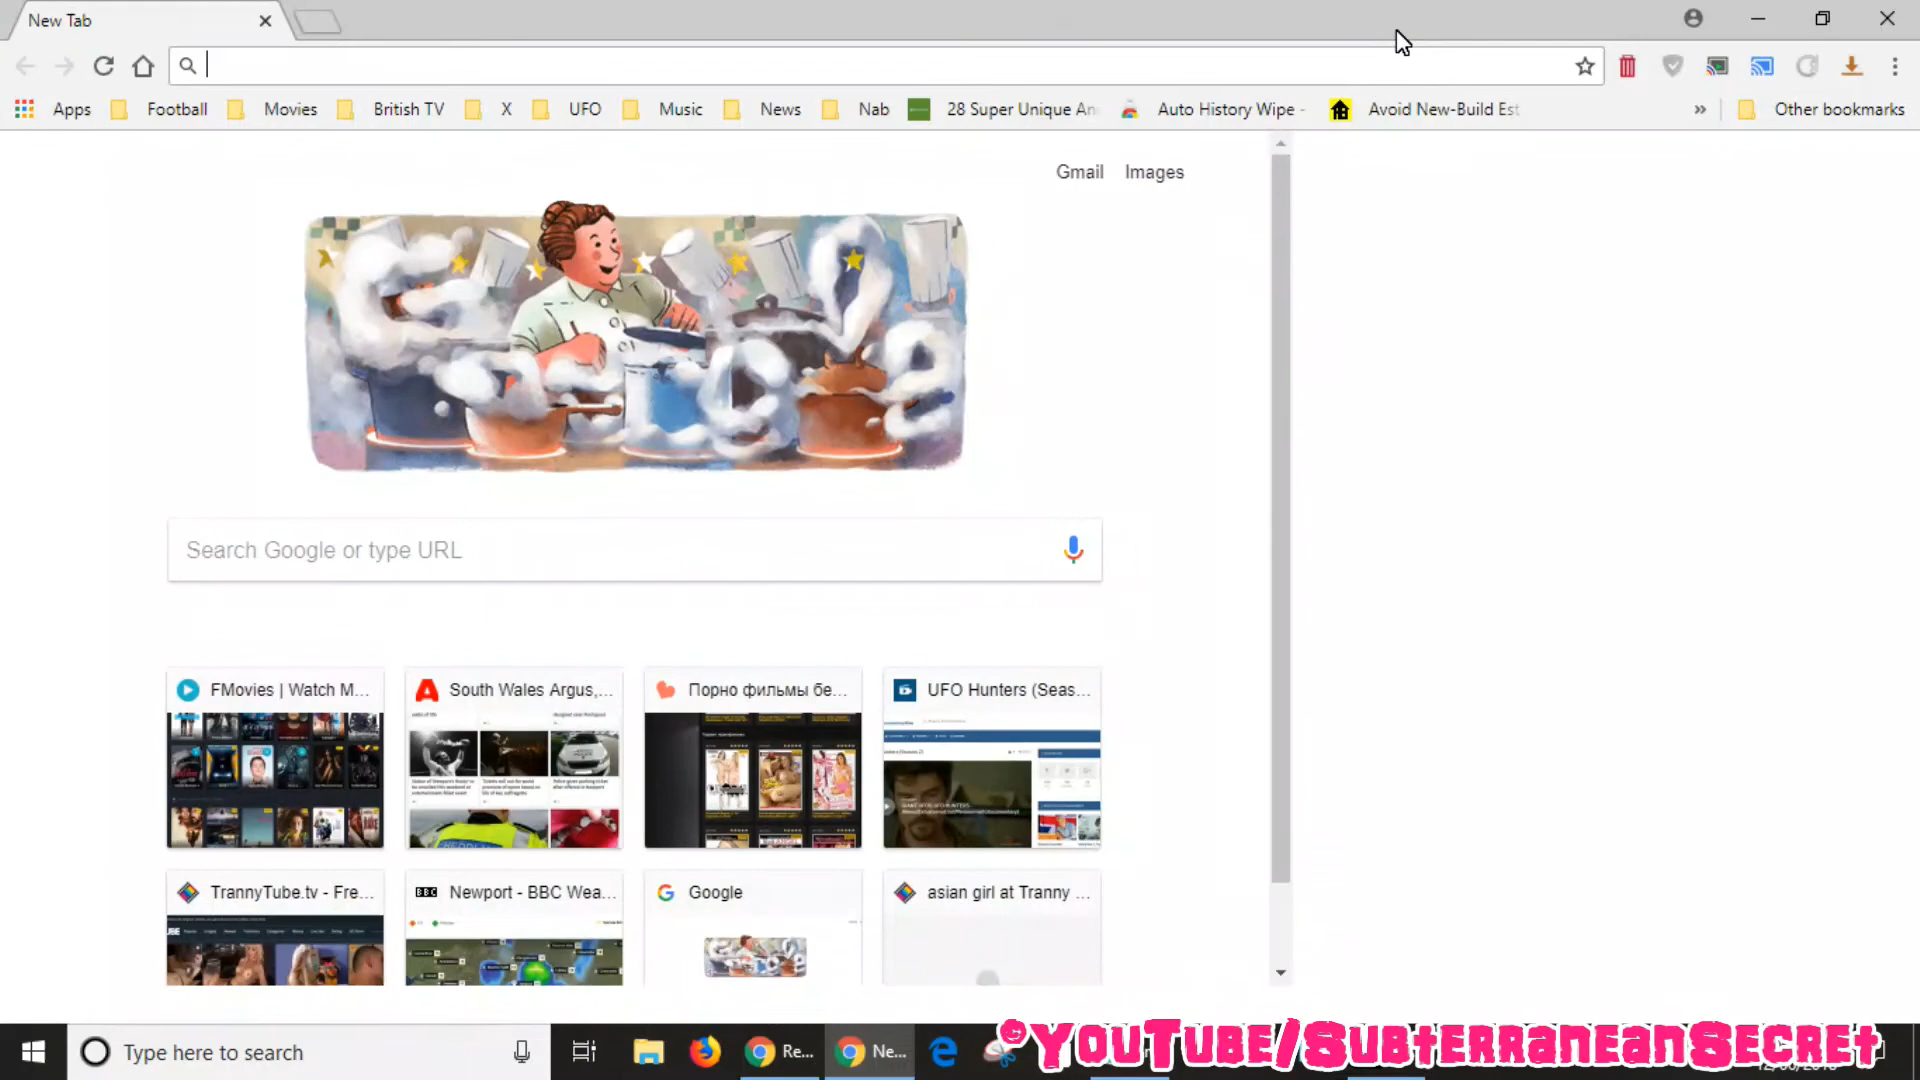 New Tab
Apps Football Movies British TV X UFO Music News Nab 28 Super Unique An Auto History Wipe - Avoid New-Build Est » Other bookmarks
Gmail Images
Search Google or type URL
FMovies | Watch M... South Wales Argus,... Порно фильмы бе... UFO Hunters (Seas...
TrannyTube.tv - Fre... BBC Newport - BBC Wea... Google asian girl at Tranny ...
Type here to search Re... Ne...
©YouTube/SubterraneanSecret